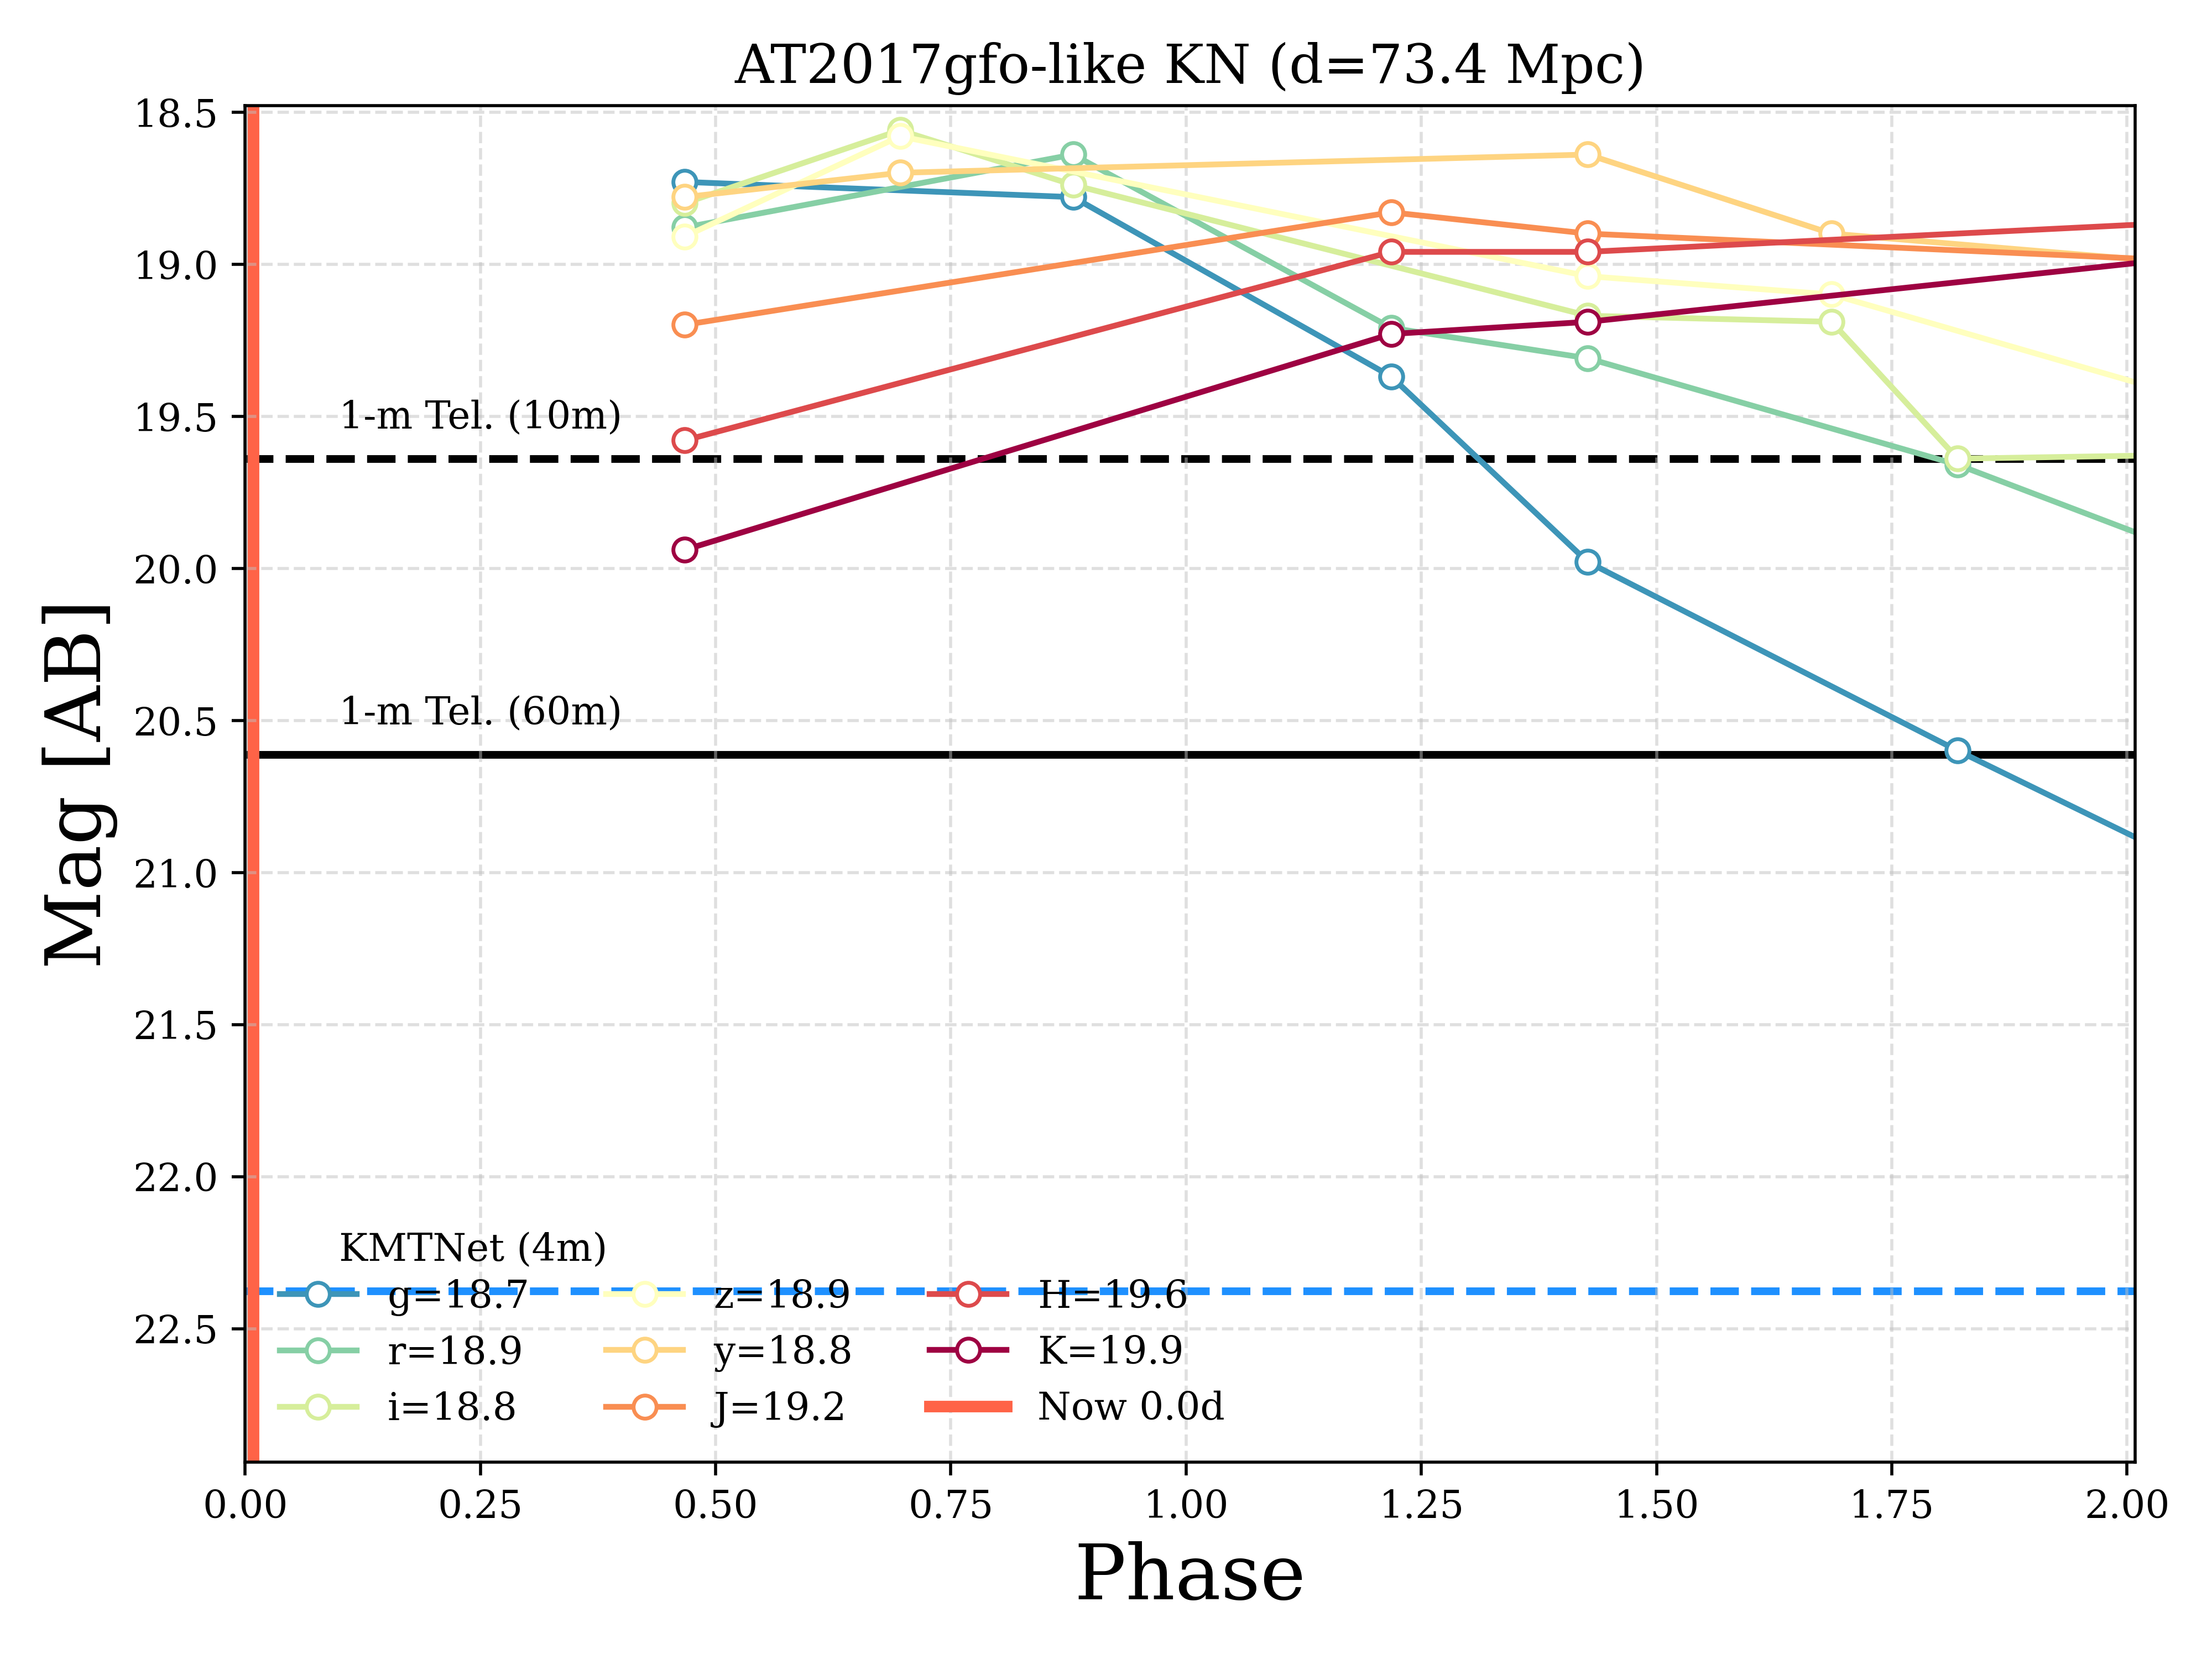 AT2017gfo-like KN (d=73.4 Mpc)
Mag [AB]
18.5
19.0
19.5
20.0
20.5
21.0
21.5
22.0
22.5
1-m Tel. (10m)
1-m Tel. (60m)
KMTNet (4m)
g=18.7
r=18.9
i=18.8
z=18.9
y=18.8
J=19.2
H=19.6
K=19.9
Now 0.0d
0.00 0.25 0.50 0.75 1.00 1.25 1.50 1.75 2.00
Phase